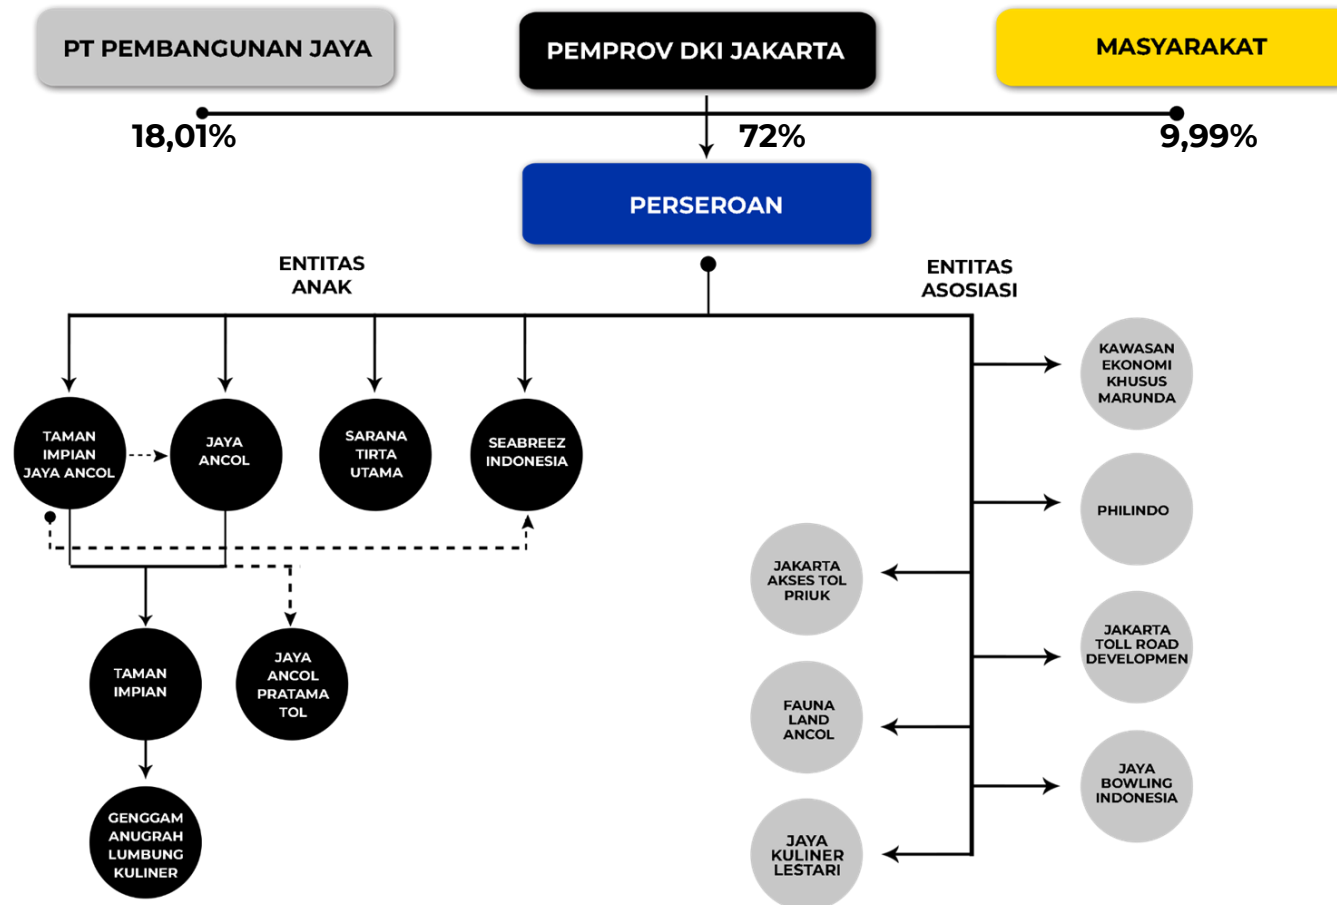 PT PEMBANGUNAN JAYA
PEMPROV DKI JAKARTA
MASYARAKAT
18,01%
72%
9,99%
PERSEROAN
ENTITAS
ANAK
ENTITAS
ASOSIASI
TAMAN
IMPIAN
JAYA ANCOL
JAYA
ANCOL
SARANA
TIRTA
UTAMA
SEABREEZ
INDONESIA
TAMAN
IMPIAN
JAYA
ANCOL
PRATAMA
TOL
GENGGAM
ANUGRAH
LUMBUNG
KULINER
KAWASAN
EKONOMI
KHUSUS
MARUNDA
PHILINDO
JAKARTA
AKSES TOL
PRIUK
JAKARTA
TOLL ROAD
DEVELOPMEN
FAUNA
LAND
ANCOL
JAYA
BOWLING
INDONESIA
JAYA
KULINER
LESTARI